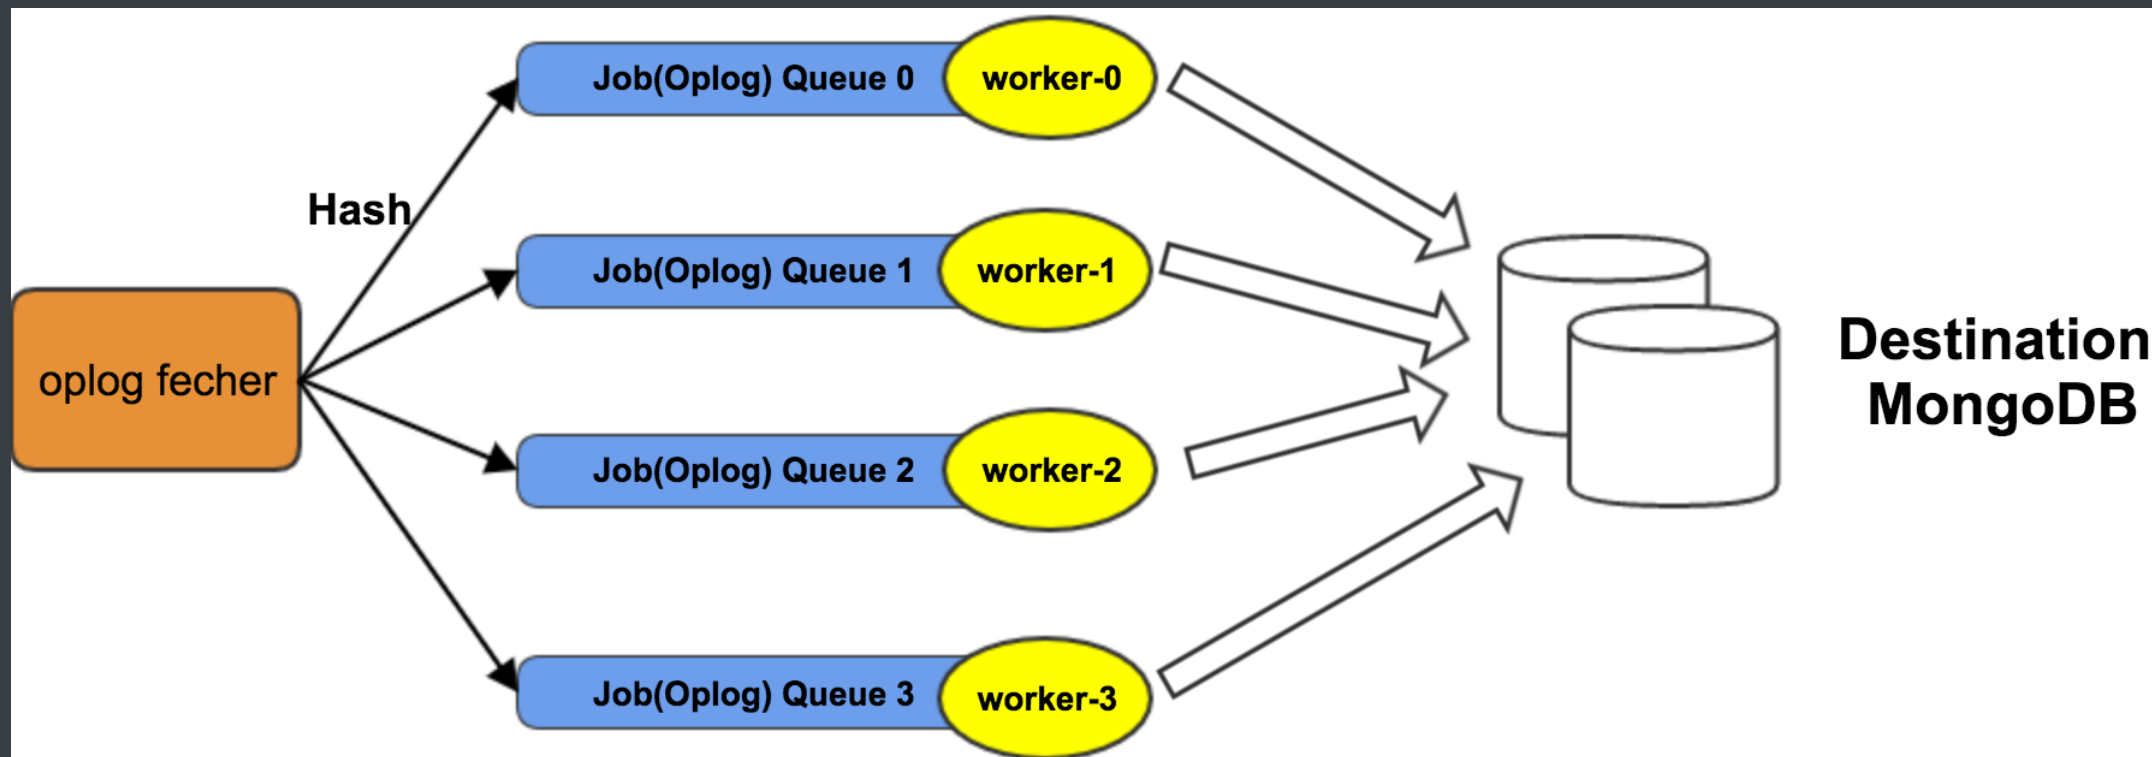 Job(Oplog) Queue 0
worker-0
Hash
Job(Oplog) Queue 1
worker-1
oplog fecher
Destination
MongoDB
Job(Oplog) Queue 2
worker-2
Job(Oplog) Queue 3
worker-3